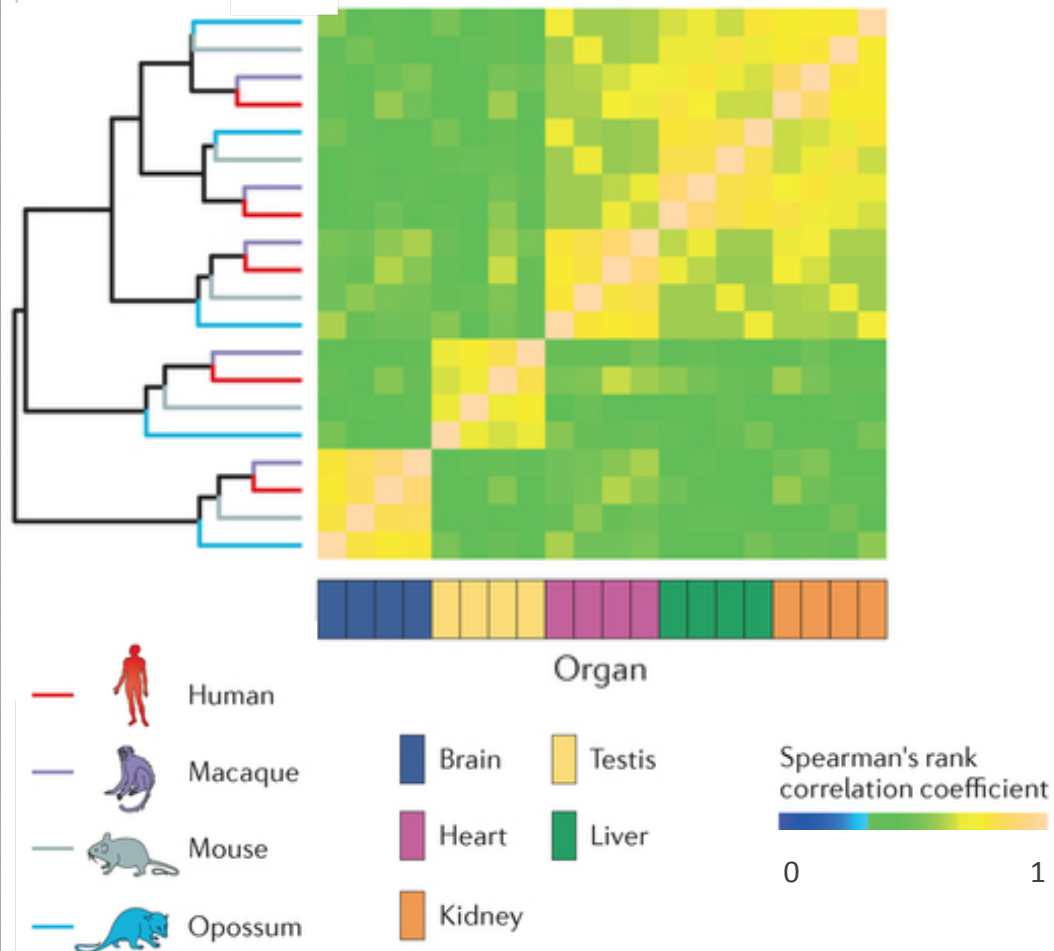 Organ
Human
Macaque
Mouse
Opossum
Brain
Testis
Heart
Liver
Kidney
Spearman's rank
correlation coefficient
0
1